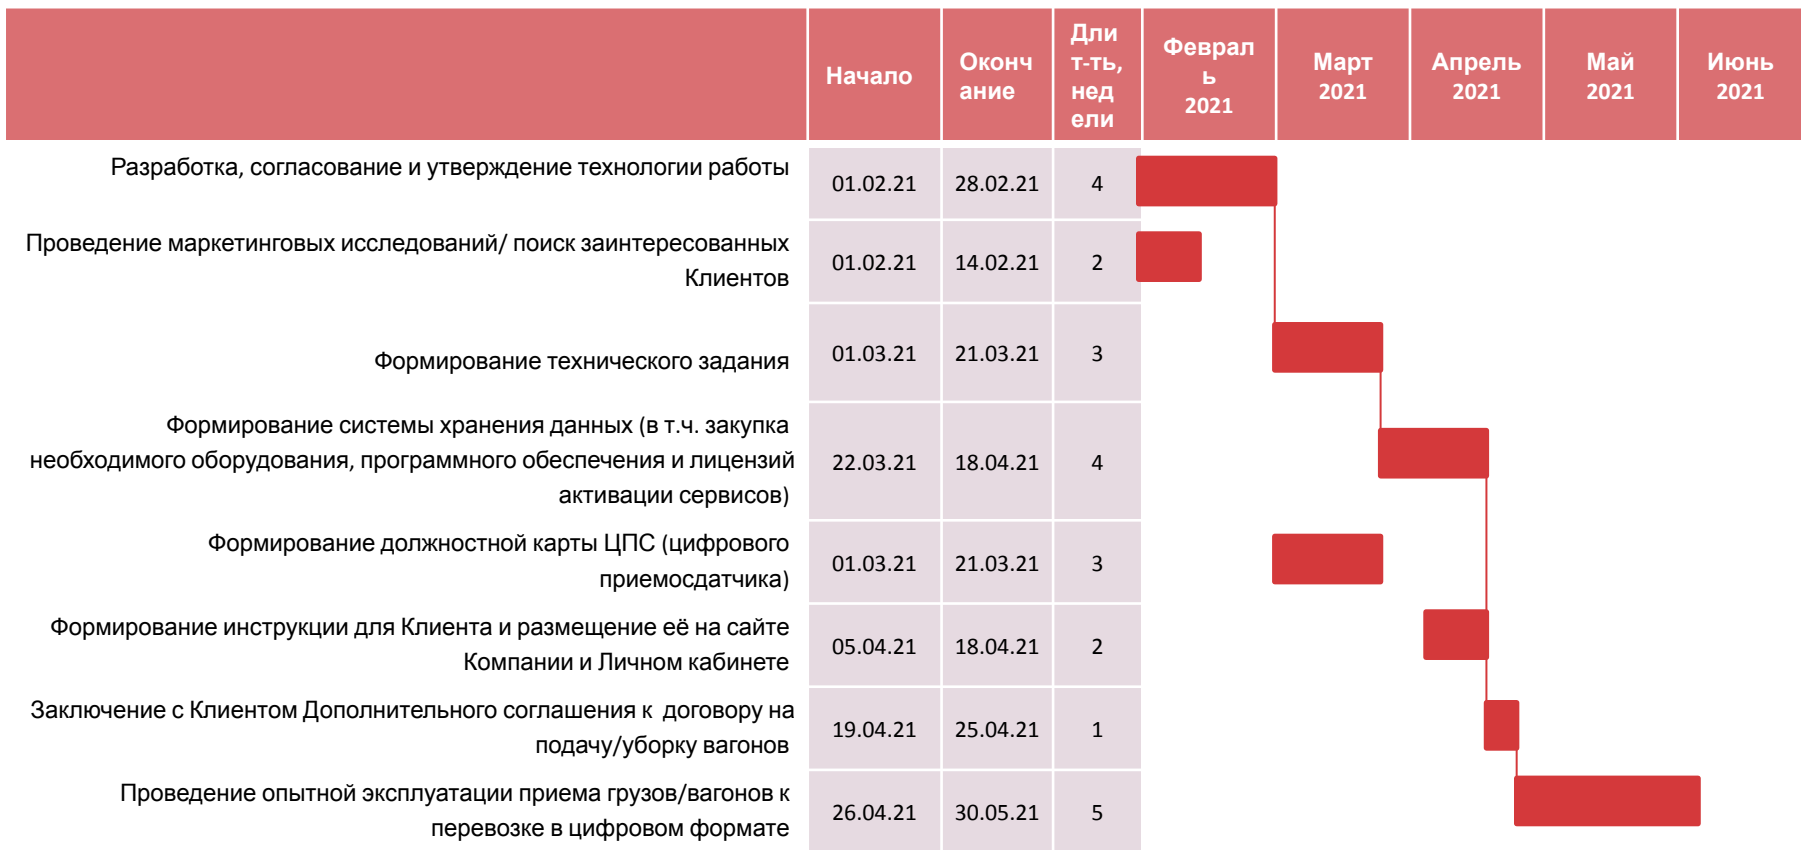 Начало
Оконч
ание
Дли
т-ть,
нед
ели
Феврал
ь
2021
Март
2021
Апрель
2021
Май
2021
Июнь
2021
Разработка, согласование и утверждение технологии работы
01.02.21 28.02.21 4
Проведение маркетинговых исследований/ поиск заинтересованных
Клиентов
01.02.21 14.02.21 2
Формирование технического задания
01.03.21 21.03.21 3
Формирование системы хранения данных (в т.ч. закупка
необходимого оборудования, программного обеспечения и лицензий
активации сервисов)
22.03.21 18.04.21 4
Формирование должностной карты ЦПС (цифрового
приемосдатчика)
01.03.21 21.03.21 3
Формирование инструкции для Клиента и размещение её на сайте
Компании и Личном кабинете
05.04.21 18.04.21 2
Заключение с Клиентом Дополнительного соглашения к договору на
подачу/уборку вагонов
19.04.21 25.04.21 1
Проведение опытной эксплуатации приема грузов/вагонов к
перевозке в цифровом формате
26.04.21 30.05.21 5